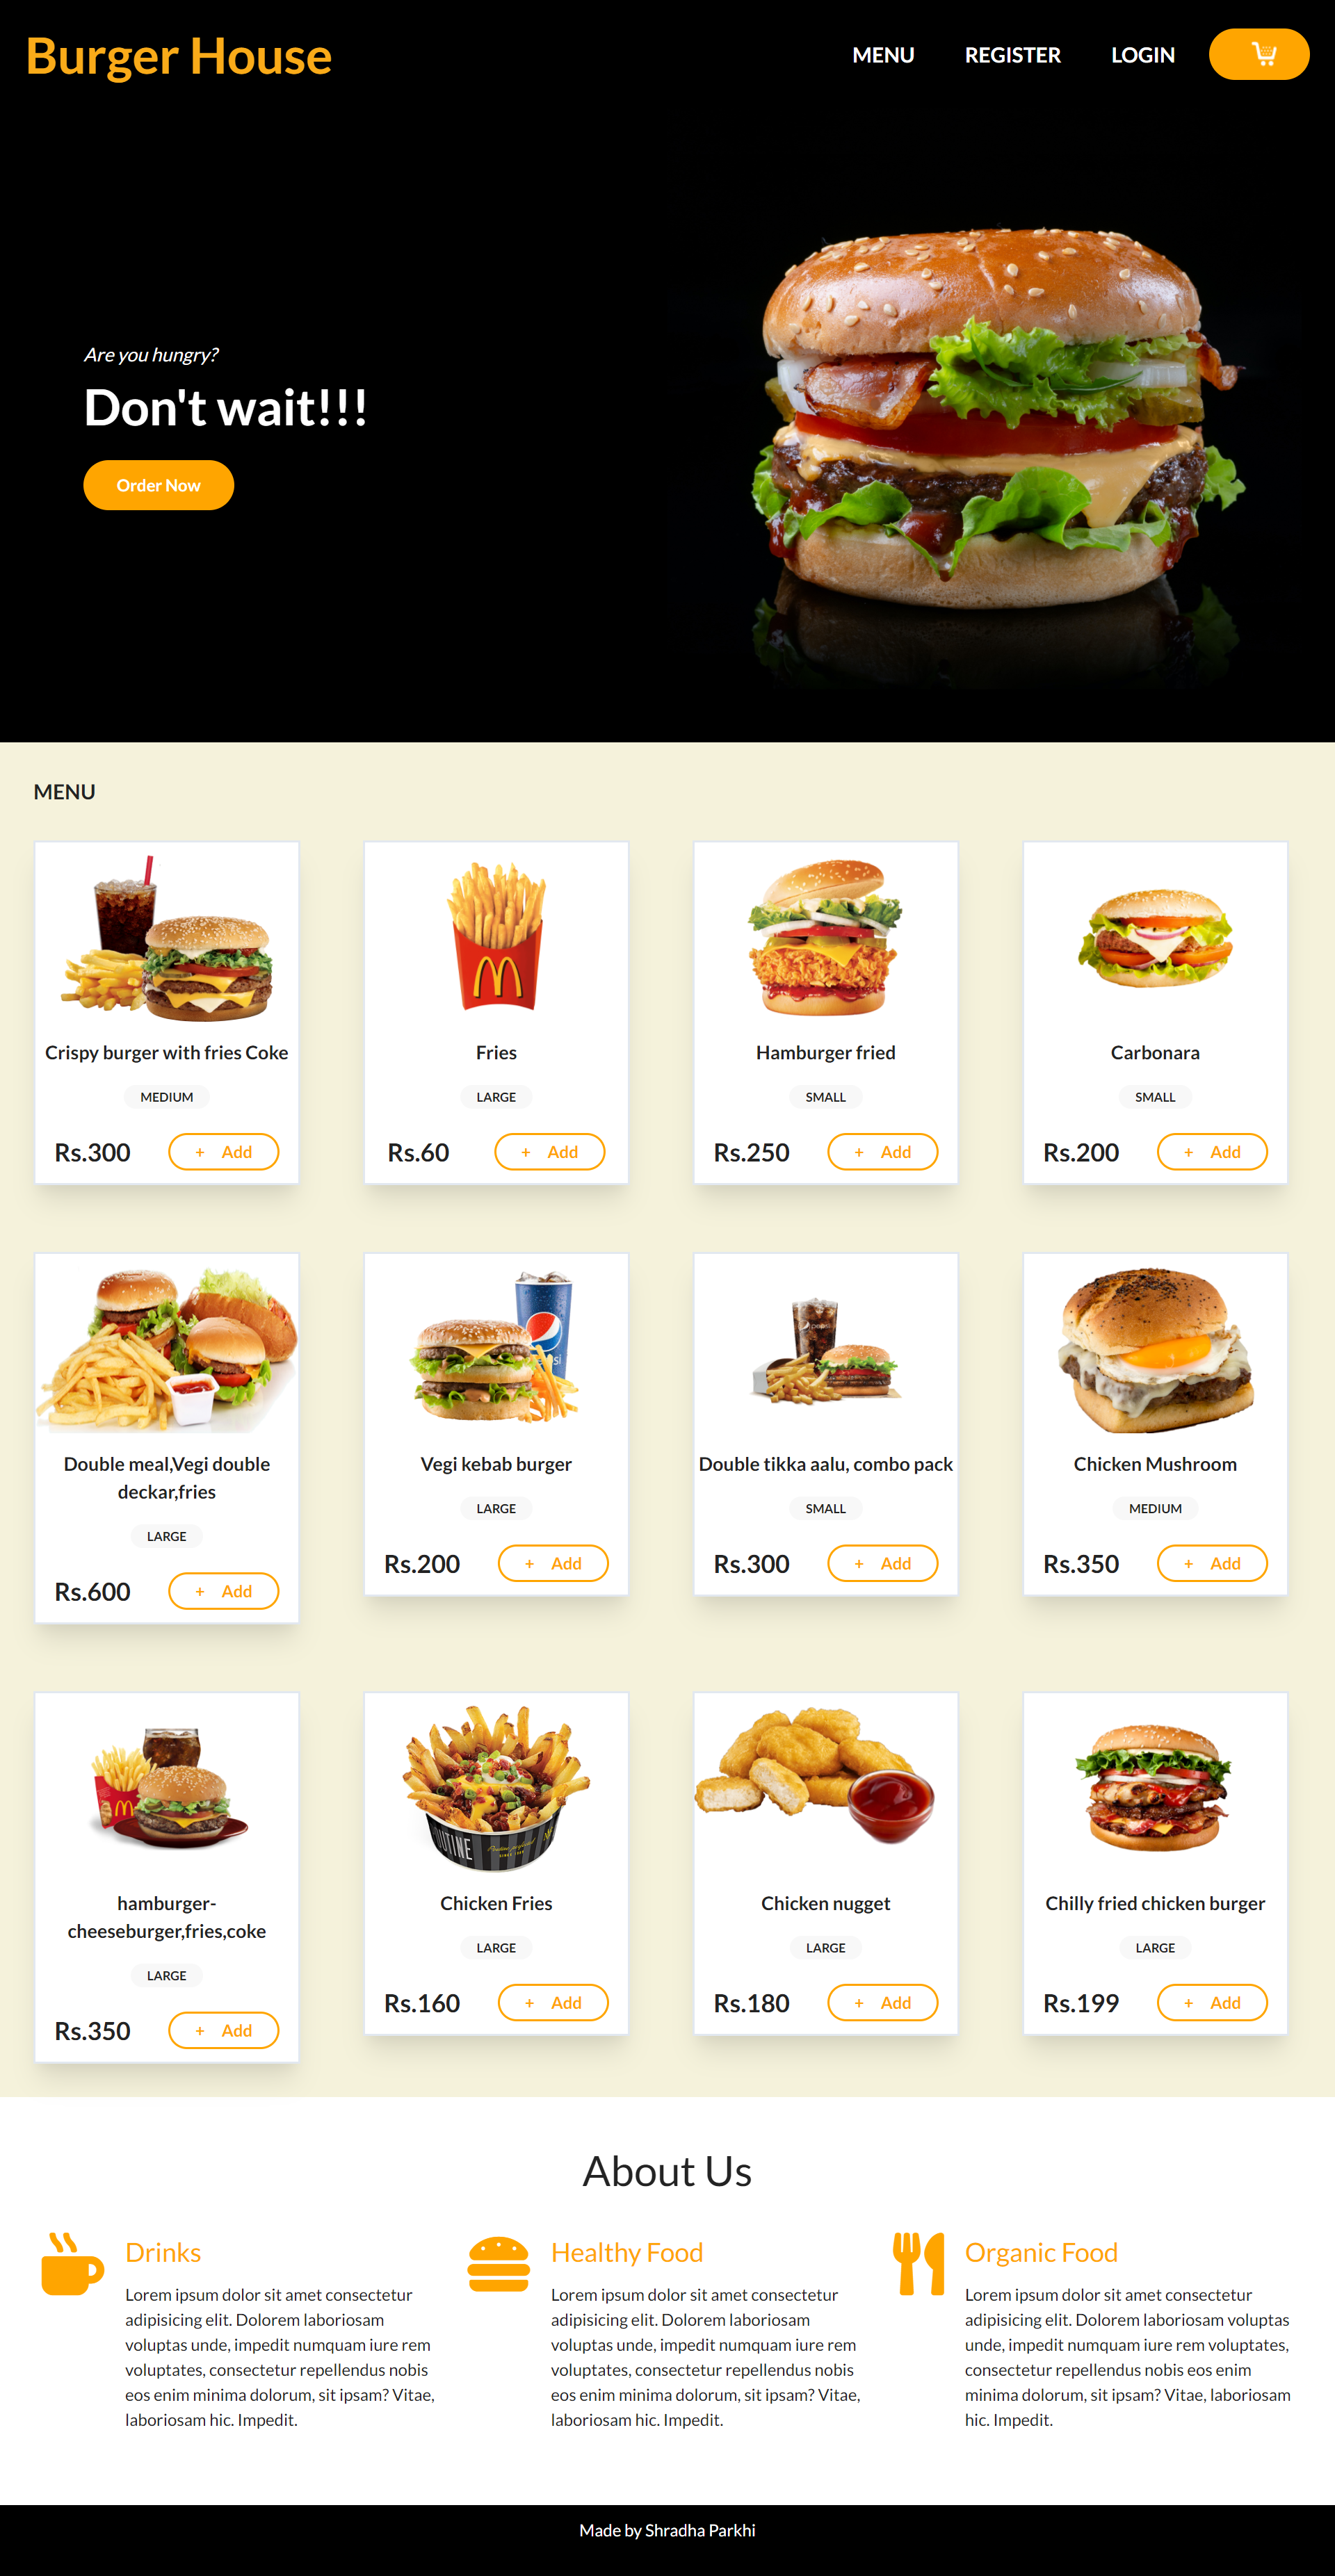 Burger House
MENU
REGISTER
LOGIN
Are you hungry?
Don't wait!!!
Order Now
MENU
Crispy burger with fries Coke
MEDIUM
Rs.300
+ Add
Fries
LARGE
Rs.60
+ Add
Hamburger fried
SMALL
Rs.250
+ Add
Carbonara
SMALL
Rs.200
+ Add
Double meal,Vegi double
deckar,fries
LARGE
Rs.600
+ Add
Vegi kebab burger
LARGE
Rs.200
+ Add
Double tikka aalu, combo pack
SMALL
Rs.300
+ Add
Chicken Mushroom
MEDIUM
Rs.350
+ Add
hamburger-
cheeseburger,fries,coke
LARGE
Rs.350
+ Add
UTINE
Chicken Fries
LARGE
Rs.160
+ Add
Chicken nugget
LARGE
Rs.180
+ Add
Chilly fried chicken burger
LARGE
Rs.199
+ Add
About Us
Drinks
Lorem ipsum dolor sit amet consectetur
adipisicing elit. Dolorem laboriosam
voluptas unde, impedit numquam iure rem
voluptates, consectetur repellendus nobis
eos enim minima dolorum, sit ipsam? Vitae,
laboriosam hic. Impedit.
Healthy Food
Lorem ipsum dolor sit amet consectetur
adipisicing elit. Dolorem laboriosam
voluptas unde, impedit numquam iure rem
voluptates, consectetur repellendus nobis
eos enim minima dolorum, sit ipsam? Vitae,
laboriosam hic. Impedit.
Organic Food
Lorem ipsum dolor sit amet consectetur
adipisicing elit. Dolorem laboriosam voluptas
unde, impedit numquam iure rem voluptates,
consectetur repellendus nobis eos enim
minima dolorum, sit ipsam? Vitae, laboriosam
hic. Impedit.
Made by Shradha Parkhi